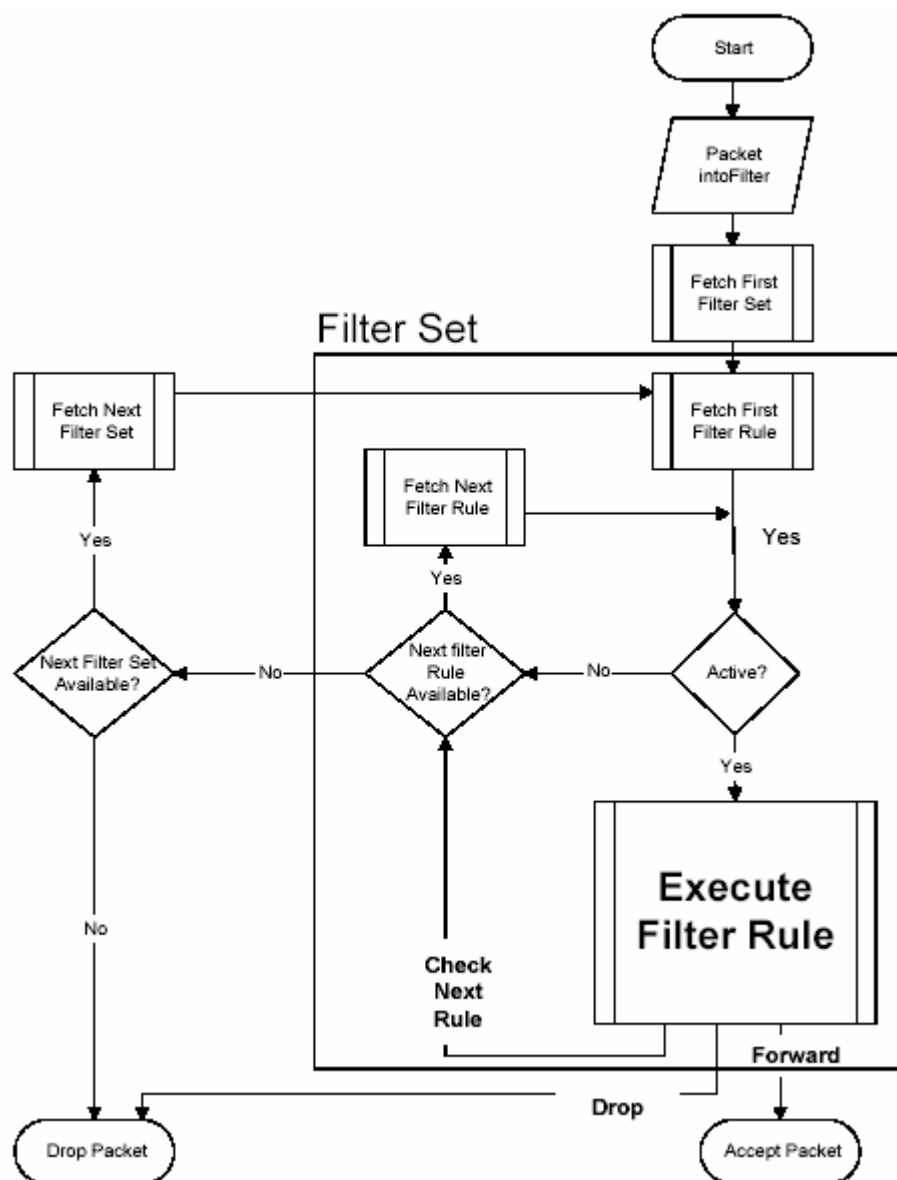 Start
Packet
intoFilter
Fetch First
Filter Set
Filter Set
Fetch Next
Filter Set
Fetch First
Filter Rule
Fetch Next
Filter Rule
Yes
Yes
Yes
Next Filter Set
Available?
No
Next filter
Rule
Available?
No
Active?
Yes
Execute
Filter Rule
No
Check
Next
Rule
Forward
Drop
Drop Packet
Accept Packet